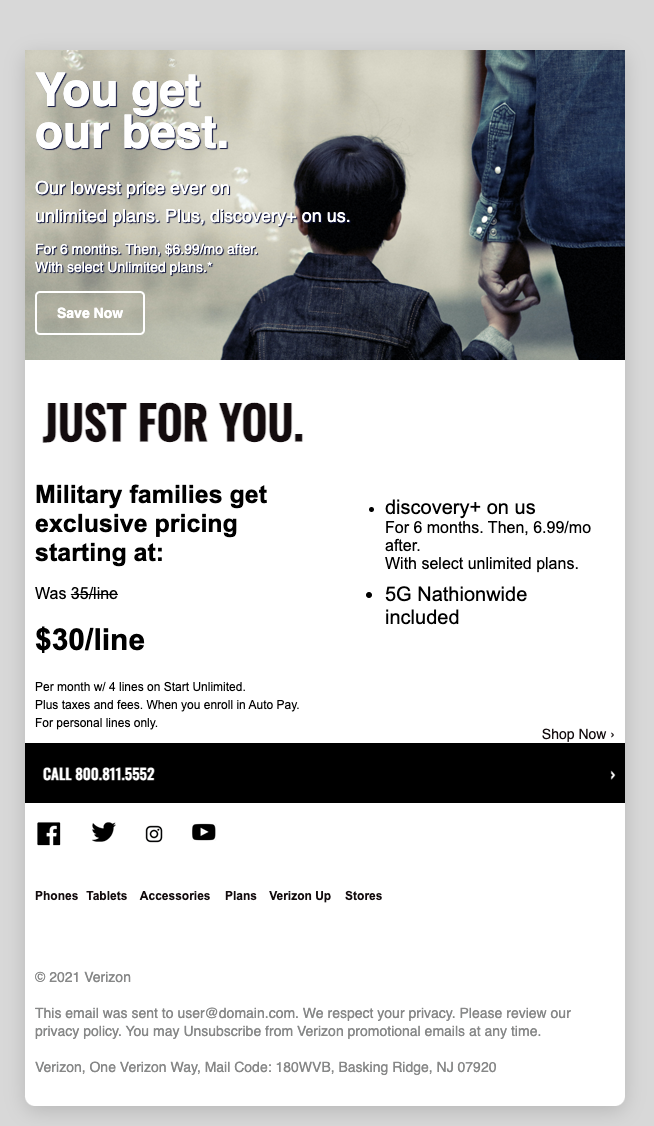 You get
our best.
Our lowest price ever on
unlimited plans. Plus, discovery+ on us.
For 6 months. Then, $6.99/mo after.
With select Unlimited plans.*
Save Now
JUST FOR YOU.
Military families get
exclusive pricing
starting at:
Was 35/line
$30/line
Per month w/ 4 lines on Start Unlimited.
Plus taxes and fees. When you enroll in Auto Pay.
For personal lines only.
• discovery+ on us
For 6 months. Then, 6.99/mo
after.
With select unlimited plans.
• 5G Nathionwide
included
Shop Now ›
CALL 800.811.5552 ›
Phones Tablets Accessories Plans Verizon Up Stores
© 2021 Verizon
This email was sent to user@domain.com. We respect your privacy. Please review our
privacy policy. You may Unsubscribe from Verizon promotional emails at any time.
Verizon, One Verizon Way, Mail Code: 180WVB, Basking Ridge, NJ 07920